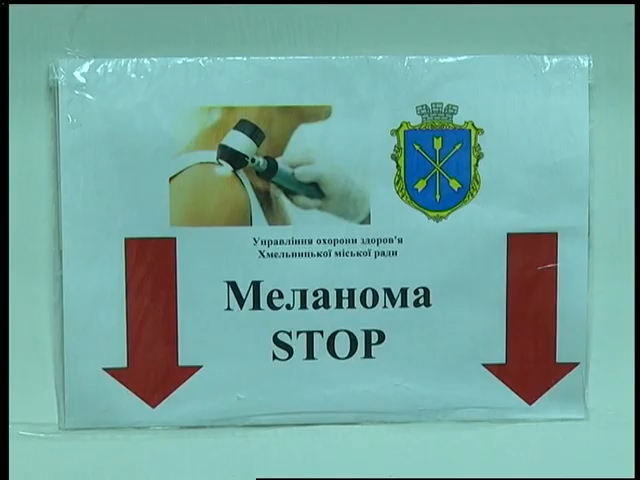 Управління охорони здоров'я
Хмельницької міської ради
Меланома
STOP